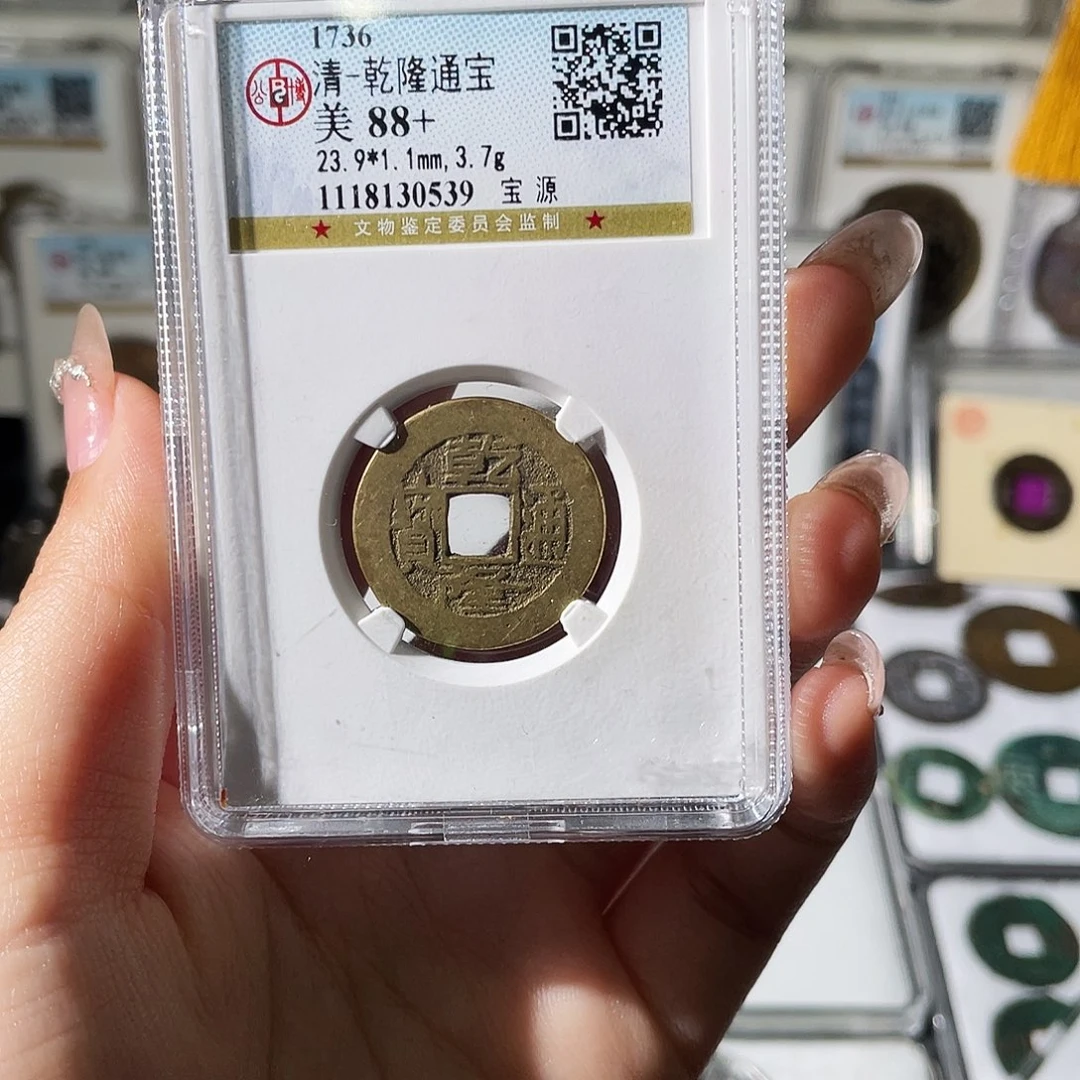 1736
清-乾隆通宝
美 88+
23.9*1.1mm,3.7g
1118130539 宝 源
★ 文物鉴定委员会监制 ★
乾
寶 通
隆